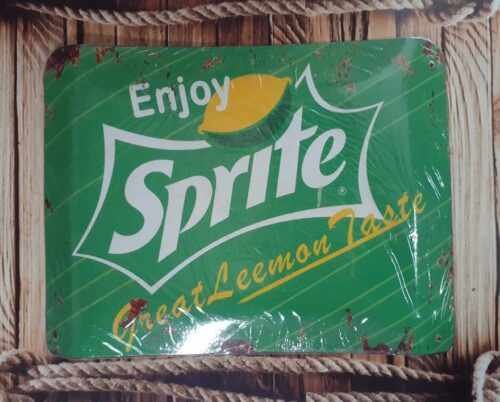 Enjoy
Sprite
Great Leemon Taste